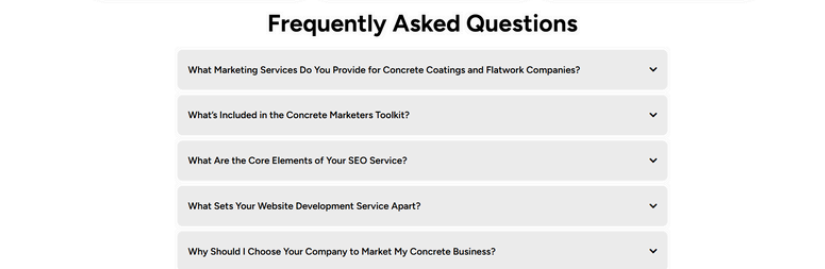 Frequently Asked Questions
What Marketing Services Do You Provide for Concrete Coatings and Flatwork Companies?
What's Included in the Concrete Marketers Toolkit?
What Are the Core Elements of Your SEO Service?
What Sets Your Website Development Service Apart?
Why Should I Choose Your Company to Market My Concrete Business?